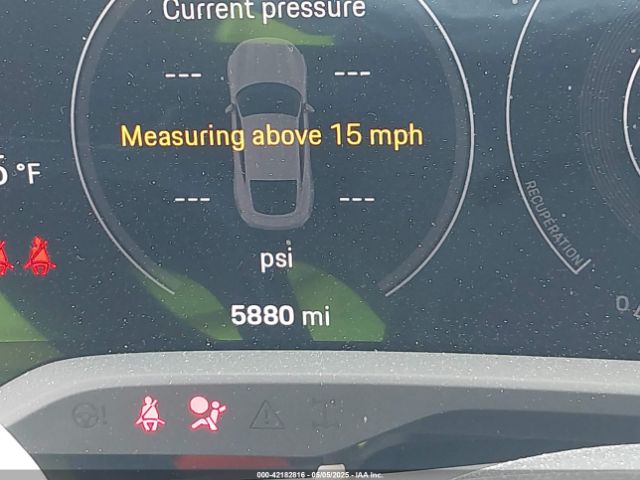 Current pressure
--- ---
Measuring above 15 mph
°F
--- ---
RECUPERATION
psi
5880 mi
000-42182816 - 05/05/2025 - IAA Inc.